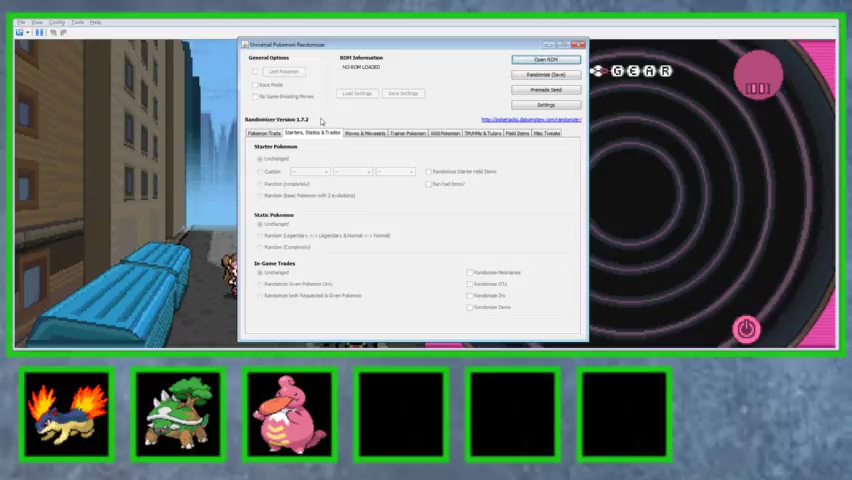 File View Config Tools Help
Universal Pokemon Randomizer
General Options
ROM Information
Open ROM
Limit Pokemon
NO ROM LOADED
Randomize (Save)
Race Mode
Load Settings
Save Settings
Premade Seed
No Game-Breaking Moves
Settings
Randomizer Version 1.7.2
http://pokehacks.dabomstew.com/randomizer/
Pokemon Traits
Starters, Statics & Trades
Moves & Movesets
Trainer Pokemon
Wild Pokemon
TM/HMs & Tutors
Field Items
Misc Tweaks
Starter Pokemon
Unchanged
Custom
Randomize Starter Held Items
Random (completely)
Ban Bad Items?
Random (basic Pokemon with 2 evolutions)
Static Pokemon
Unchanged
Random (Legendary <-> Legendary & Normal <-> Normal)
Random (Completely)
In-Game Trades
Unchanged
Randomize Nicknames
Randomize Given Pokemon Only
Randomize OTs
Randomize both Requested & Given Pokemon
Randomize IVs
Randomize Items
GEAR